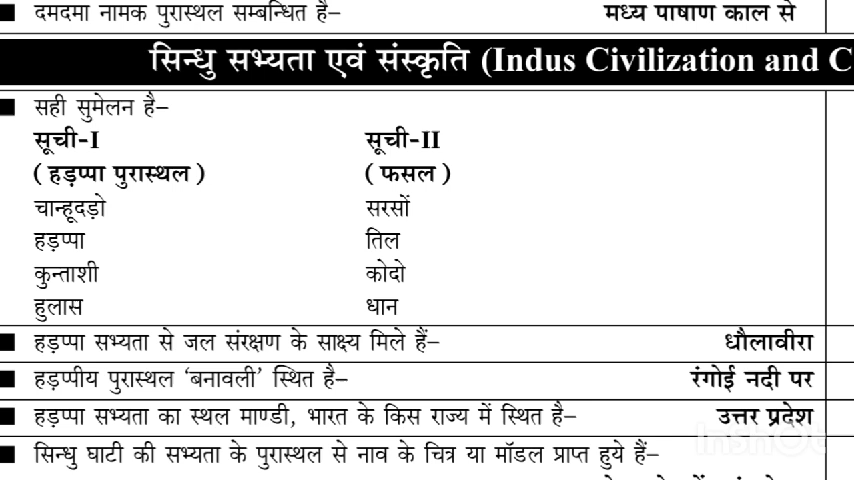 ■ दमदमा नामक पुरास्थल सम्बन्धित है– मध्य पाषाण काल से
सिन्धु सभ्यता एवं संस्कृति (Indus Civilization and C
■ सही सुमेलन है–
सूची-I सूची-II
( हड़प्पा पुरास्थल ) ( फसल )
चान्हूदड़ो सरसों
हड़प्पा तिल
कुन्ताशी कोदो
हुलास धान
■ हड़प्पा सभ्यता से जल संरक्षण के साक्ष्य मिले हैं– धौलावीरा
■ हड़प्पीय पुरास्थल ‘बनावली’ स्थित है– रंगोई नदी पर
■ हड़प्पा सभ्यता का स्थल माण्डी, भारत के किस राज्य में स्थित है– उत्तर प्रदेश
InShOt
■ सिन्धु घाटी की सभ्यता के पुरास्थल से नाव के चित्र या मॉडल प्राप्त हुये हैं–